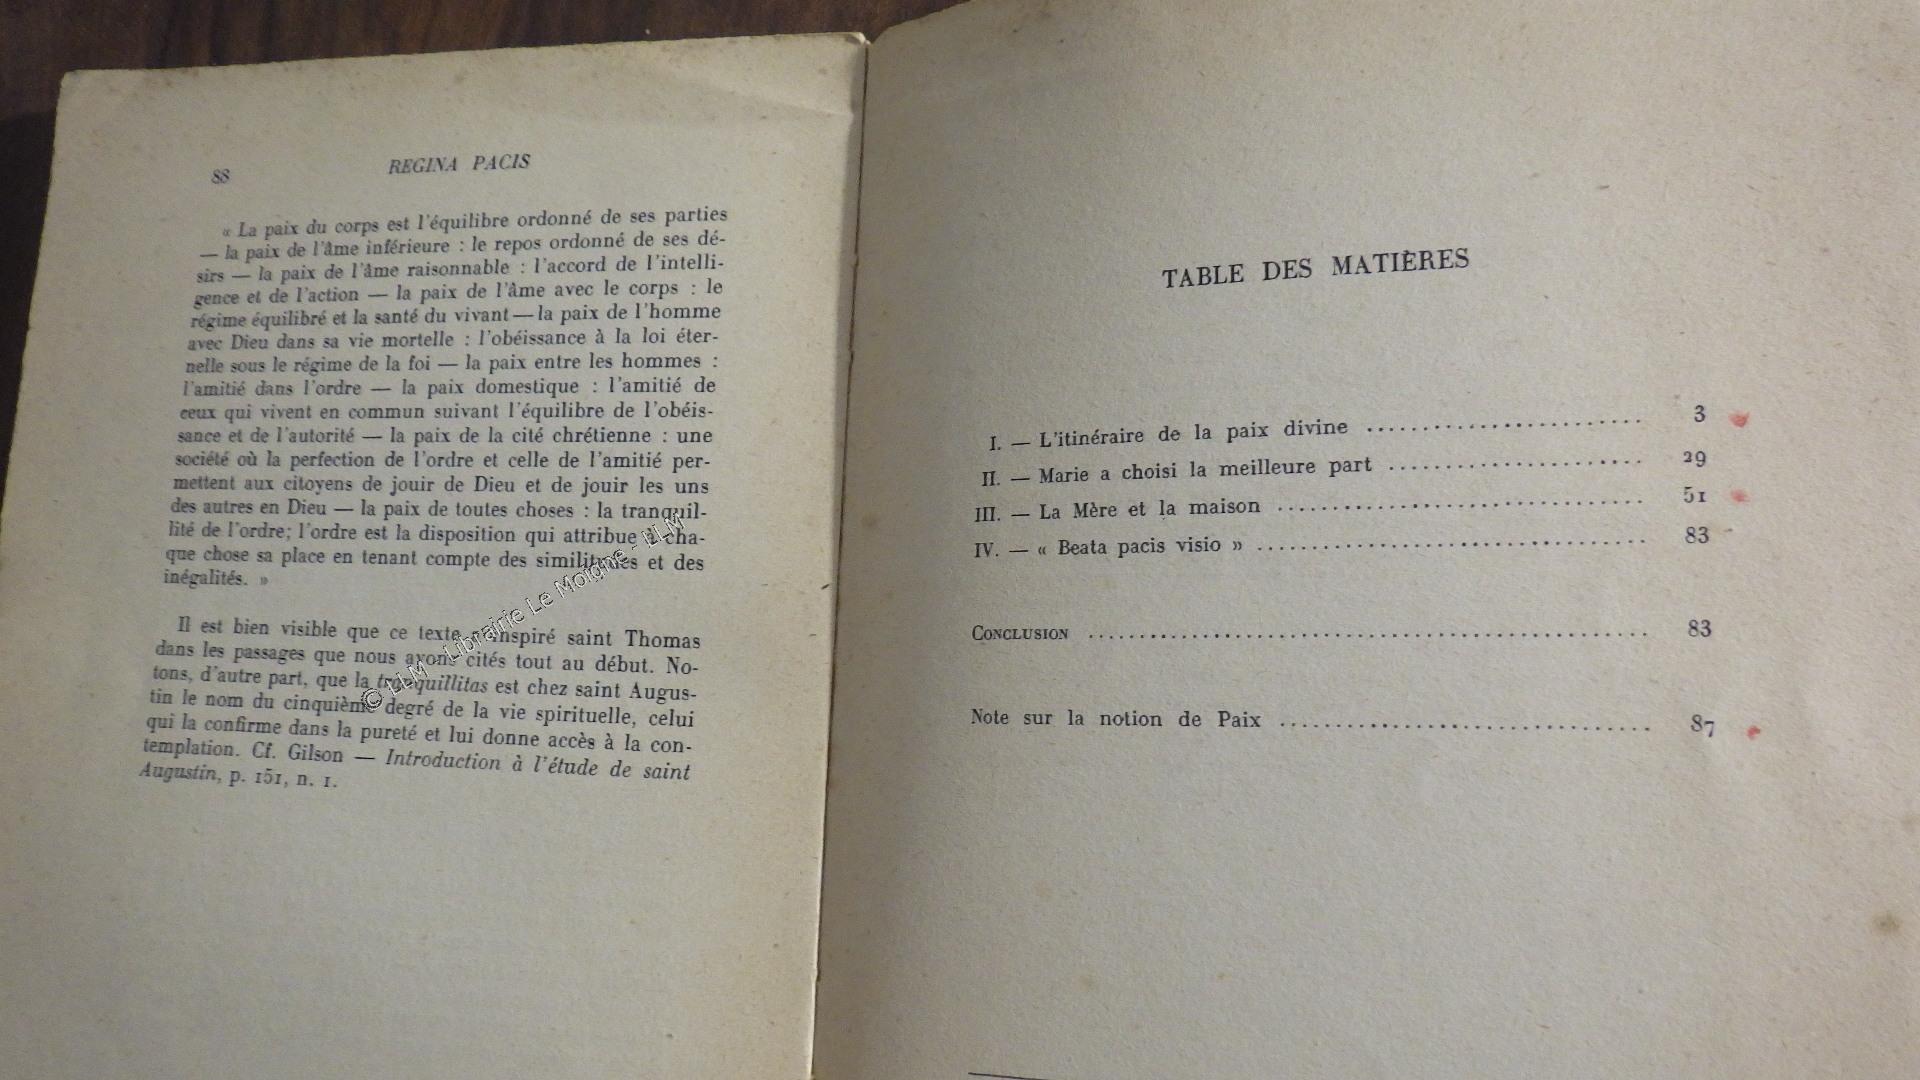 88
REGINA PACIS
« La paix du corps est l'équilibre ordonné de ses parties
— la paix de l'âme inférieure : le repos ordonné de ses dé-
sirs — la paix de l'âme raisonnable : l'accord de l'intelli-
gence et de l'action — la paix de l'âme avec le corps : le
régime équilibré et la santé du vivant — la paix de l'homme
avec Dieu dans sa vie mortelle : l'obéissance à la loi éter-
nelle sous le régime de la foi — la paix entre les hommes :
l'amitié dans l'ordre — la paix domestique : l'amitié de
ceux qui vivent en commun suivant l'équilibre de l'obéis-
sance et de l'autorité — la paix de la cité chrétienne : une
société où la perfection de l'ordre et celle de l'amitié per-
mettent aux citoyens de jouir de Dieu et de jouir les uns
des autres en Dieu — la paix de toutes choses : la tranquil-
lité de l'ordre; l'ordre est la disposition qui attribue à cha-
que chose sa place en tenant compte des similitudes et des
inégalités. »
Il est bien visible que ce texte a inspiré saint Thomas
dans les passages que nous avons cités tout au début. No-
tons, d'autre part, que la tranquillitas est chez saint Augus-
tin le nom du cinquième degré de la vie spirituelle, celui
qui la confirme dans la pureté et lui donne accès à la con-
templation. Cf. Gilson — Introduction à l'étude de saint
Augustin, p. 151, n. 1.
© LLM - Librairie Le Moigne - LLM
TABLE DES MATIÈRES
I. — L'itinéraire de la paix divine ........................ 3
II. — Marie a choisi la meilleure part ...................... 29
III. — La Mère et la maison ................................ 51
IV. — « Beata pacis visio » .................................. 83
CONCLUSION .................................................. 83
Note sur la notion de Paix .................................. 87